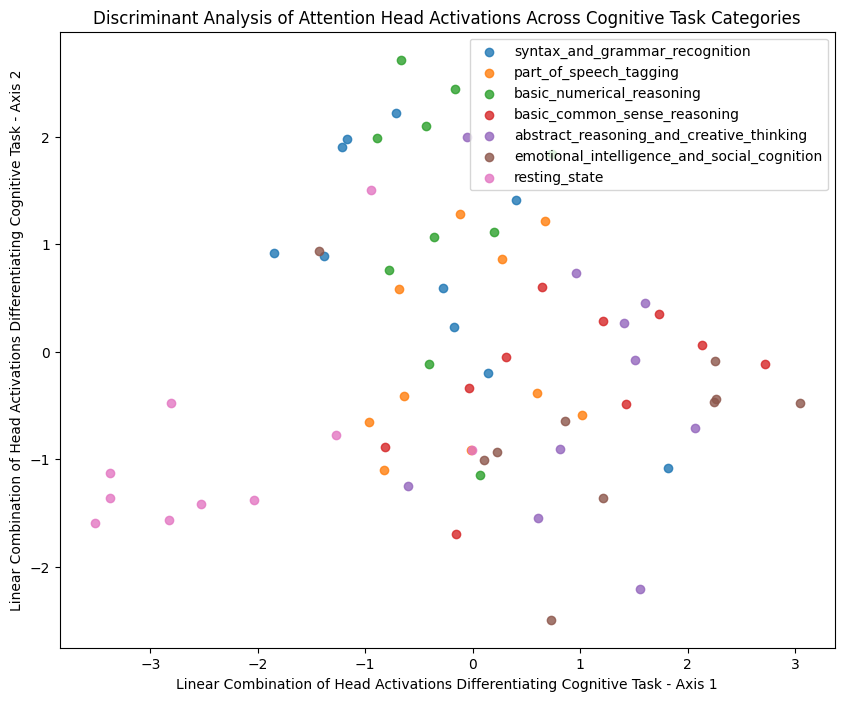 Discriminant Analysis of Attention Head Activations Across Cognitive Task Categories
Linear Combination of Head Activations Differentiating Cognitive Task - Axis 2
2
1
0
−1
−2
syntax_and_grammar_recognition
part_of_speech_tagging
basic_numerical_reasoning
basic_common_sense_reasoning
abstract_reasoning_and_creative_thinking
emotional_intelligence_and_social_cognition
resting_state
−3
−2
−1
0
1
2
3
Linear Combination of Head Activations Differentiating Cognitive Task - Axis 1